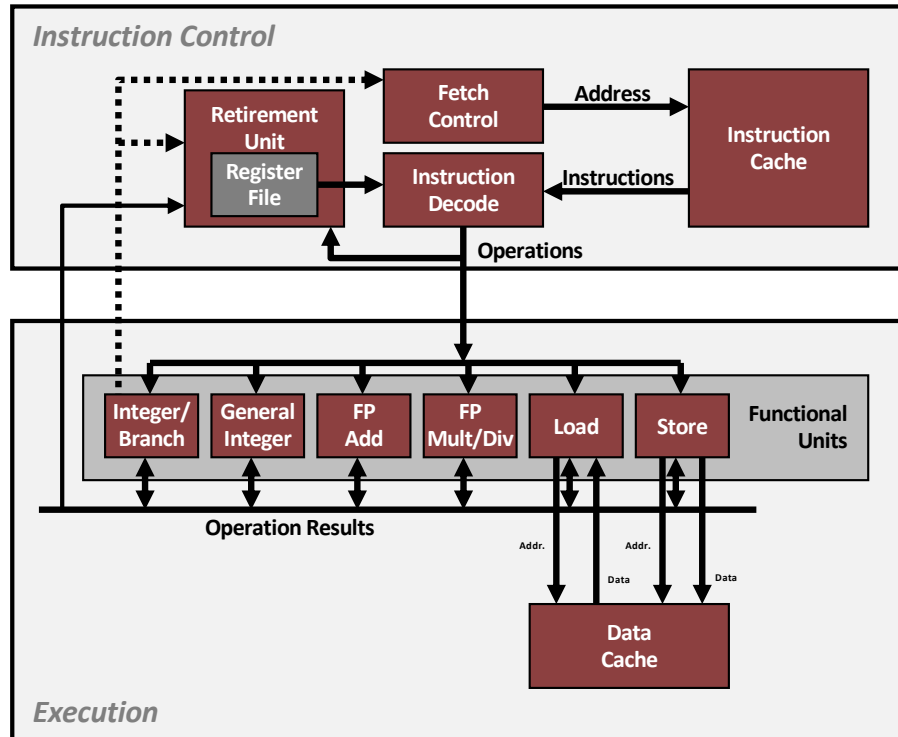 Instruction Control
Fetch
Control
Address
Instruction
Cache
Retirement
Unit
Register
File
Instruction
Decode
Instructions
Operations
Integer/
Branch
General
Integer
FP
Add
FP
Mult/Div
Load
Store
Functional
Units
Operation Results
Addr.
Data
Addr.
Data
Data
Cache
Execution